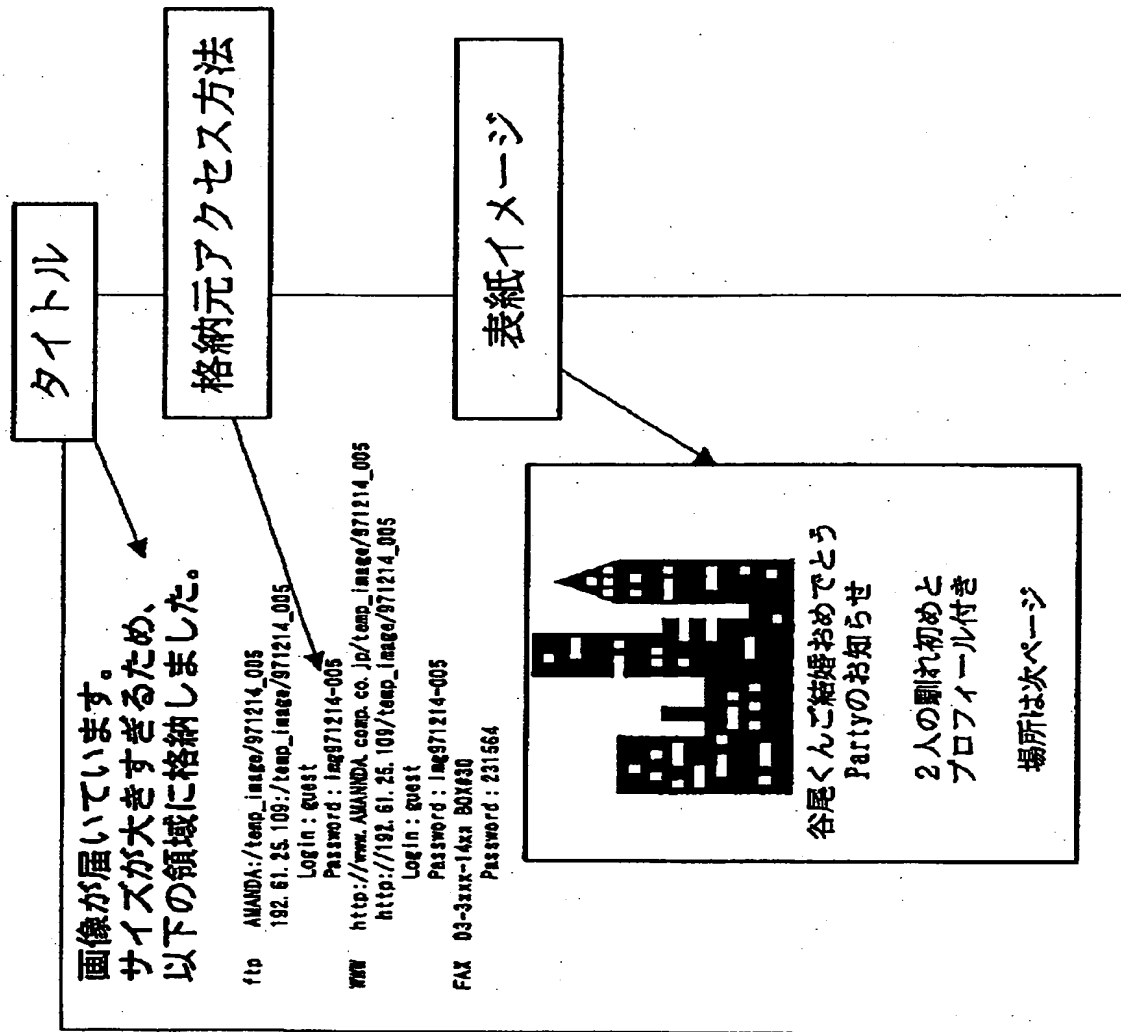 タイトル
画像が届いています。
サイズが大きすぎるため、
以下の領域に格納しました。
格納元アクセス方法
ftp AMANDA:/temp_image/971214_005
192.61.25.109:/temp_image/971214_005
Login : guest
Password : img971214-005
WWW http://www.AMANNDA.comp.co.jp/temp_image/971214_005
http://192.61.25.109/temp_image/971214_005
Login : guest
Password : img971214-005
FAX 03-3xxx-14xx BOX#30
Password : 231564
表紙イメージ
谷尾くんご結婚おめでとう
Partyのお知らせ
2人の馴れ初めと
プロフィール付き
場所は次ページ